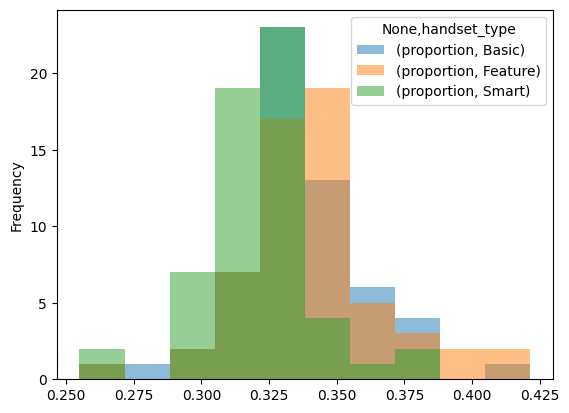 None,handset_type
(proportion, Basic)
(proportion, Feature)
(proportion, Smart)
Frequency
20
15
10
5
0
0.250 0.275 0.300 0.325 0.350 0.375 0.400 0.425